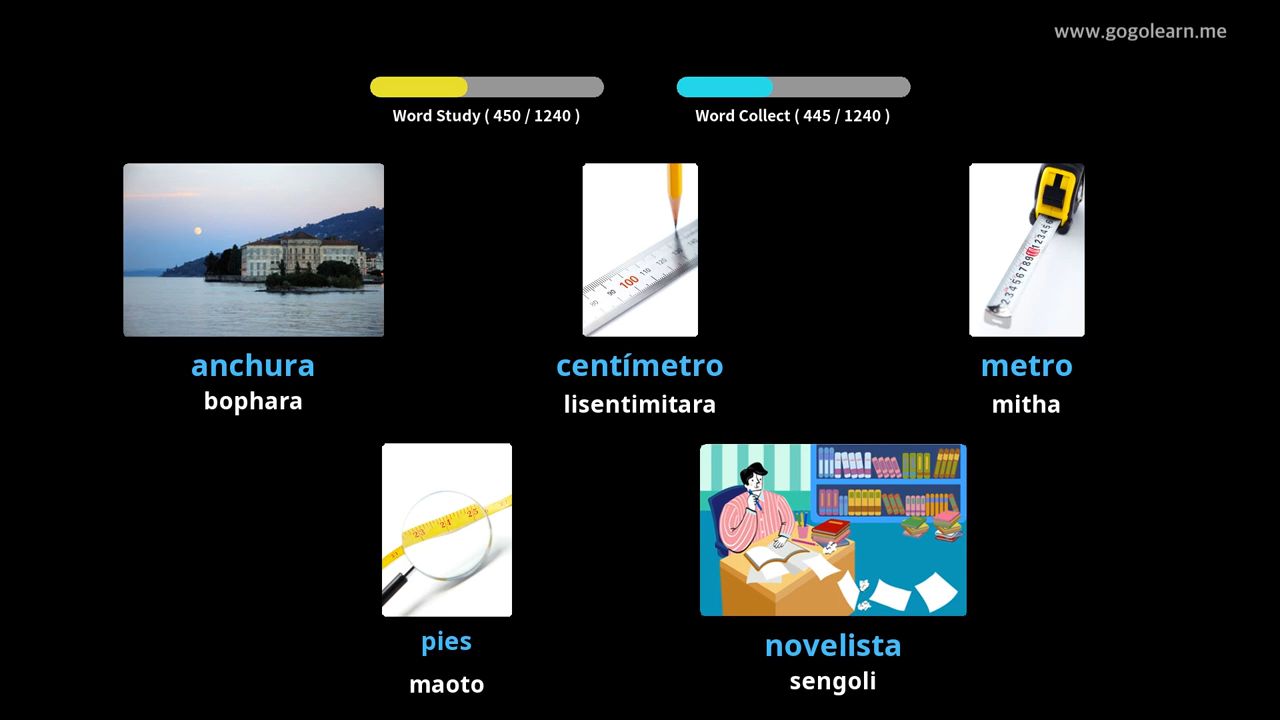 www.gogolearn.me
Word Study ( 450 / 1240 )
Word Collect ( 445 / 1240 )
anchura
bophara
centímetro
lisentimitara
metro
mitha
pies
maoto
novelista
sengoli